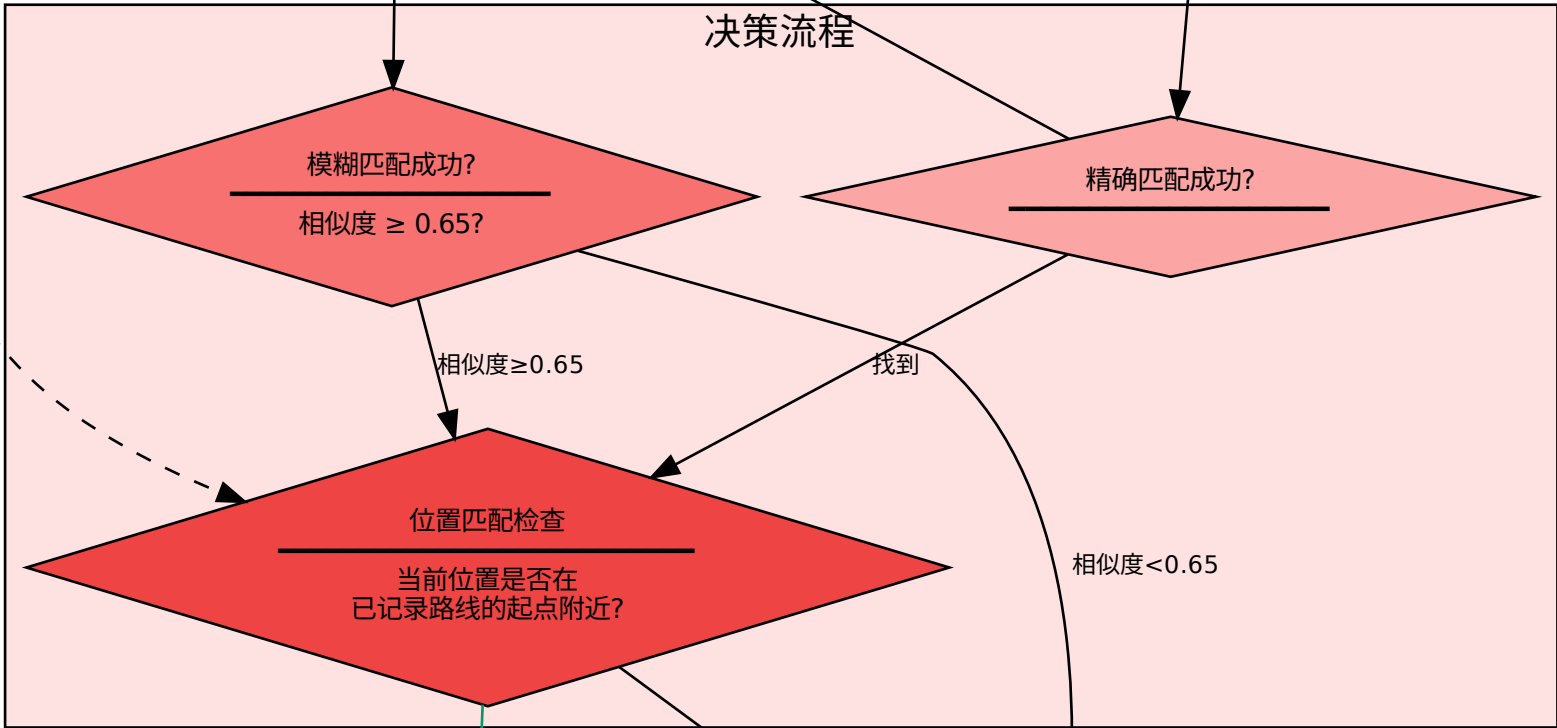 决策流程
模糊匹配成功?
相似度 ≥ 0.65?
精确匹配成功?
相似度≥0.65
找到
位置匹配检查
当前位置是否在
已记录路线的起点附近?
相似度<0.65